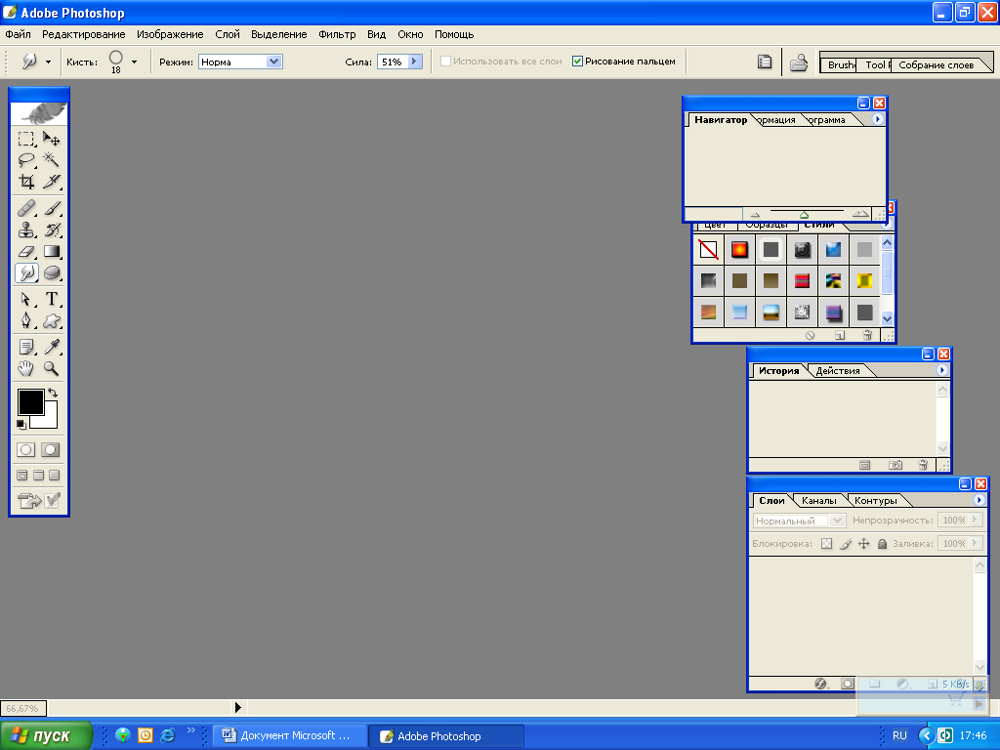 Adobe Photoshop
Файл Редактирование Изображение Слой Выделение Фильтр Вид Окно Помощь
Кисть: 18 Режим: Норма Сила: 51% Использовать все слои Рисование пальцем
Brush Tool P Собрание слоев
Навигатор ормация ограмма
Цвет Образцы Стили
История Действия
Слои Каналы Контуры
Нормальный Непрозрачность: 100%
Блокировка: Заливка: 100%
5 KB/s
66,67%
пуск Документ Microsoft ... Adobe Photoshop RU 17:46